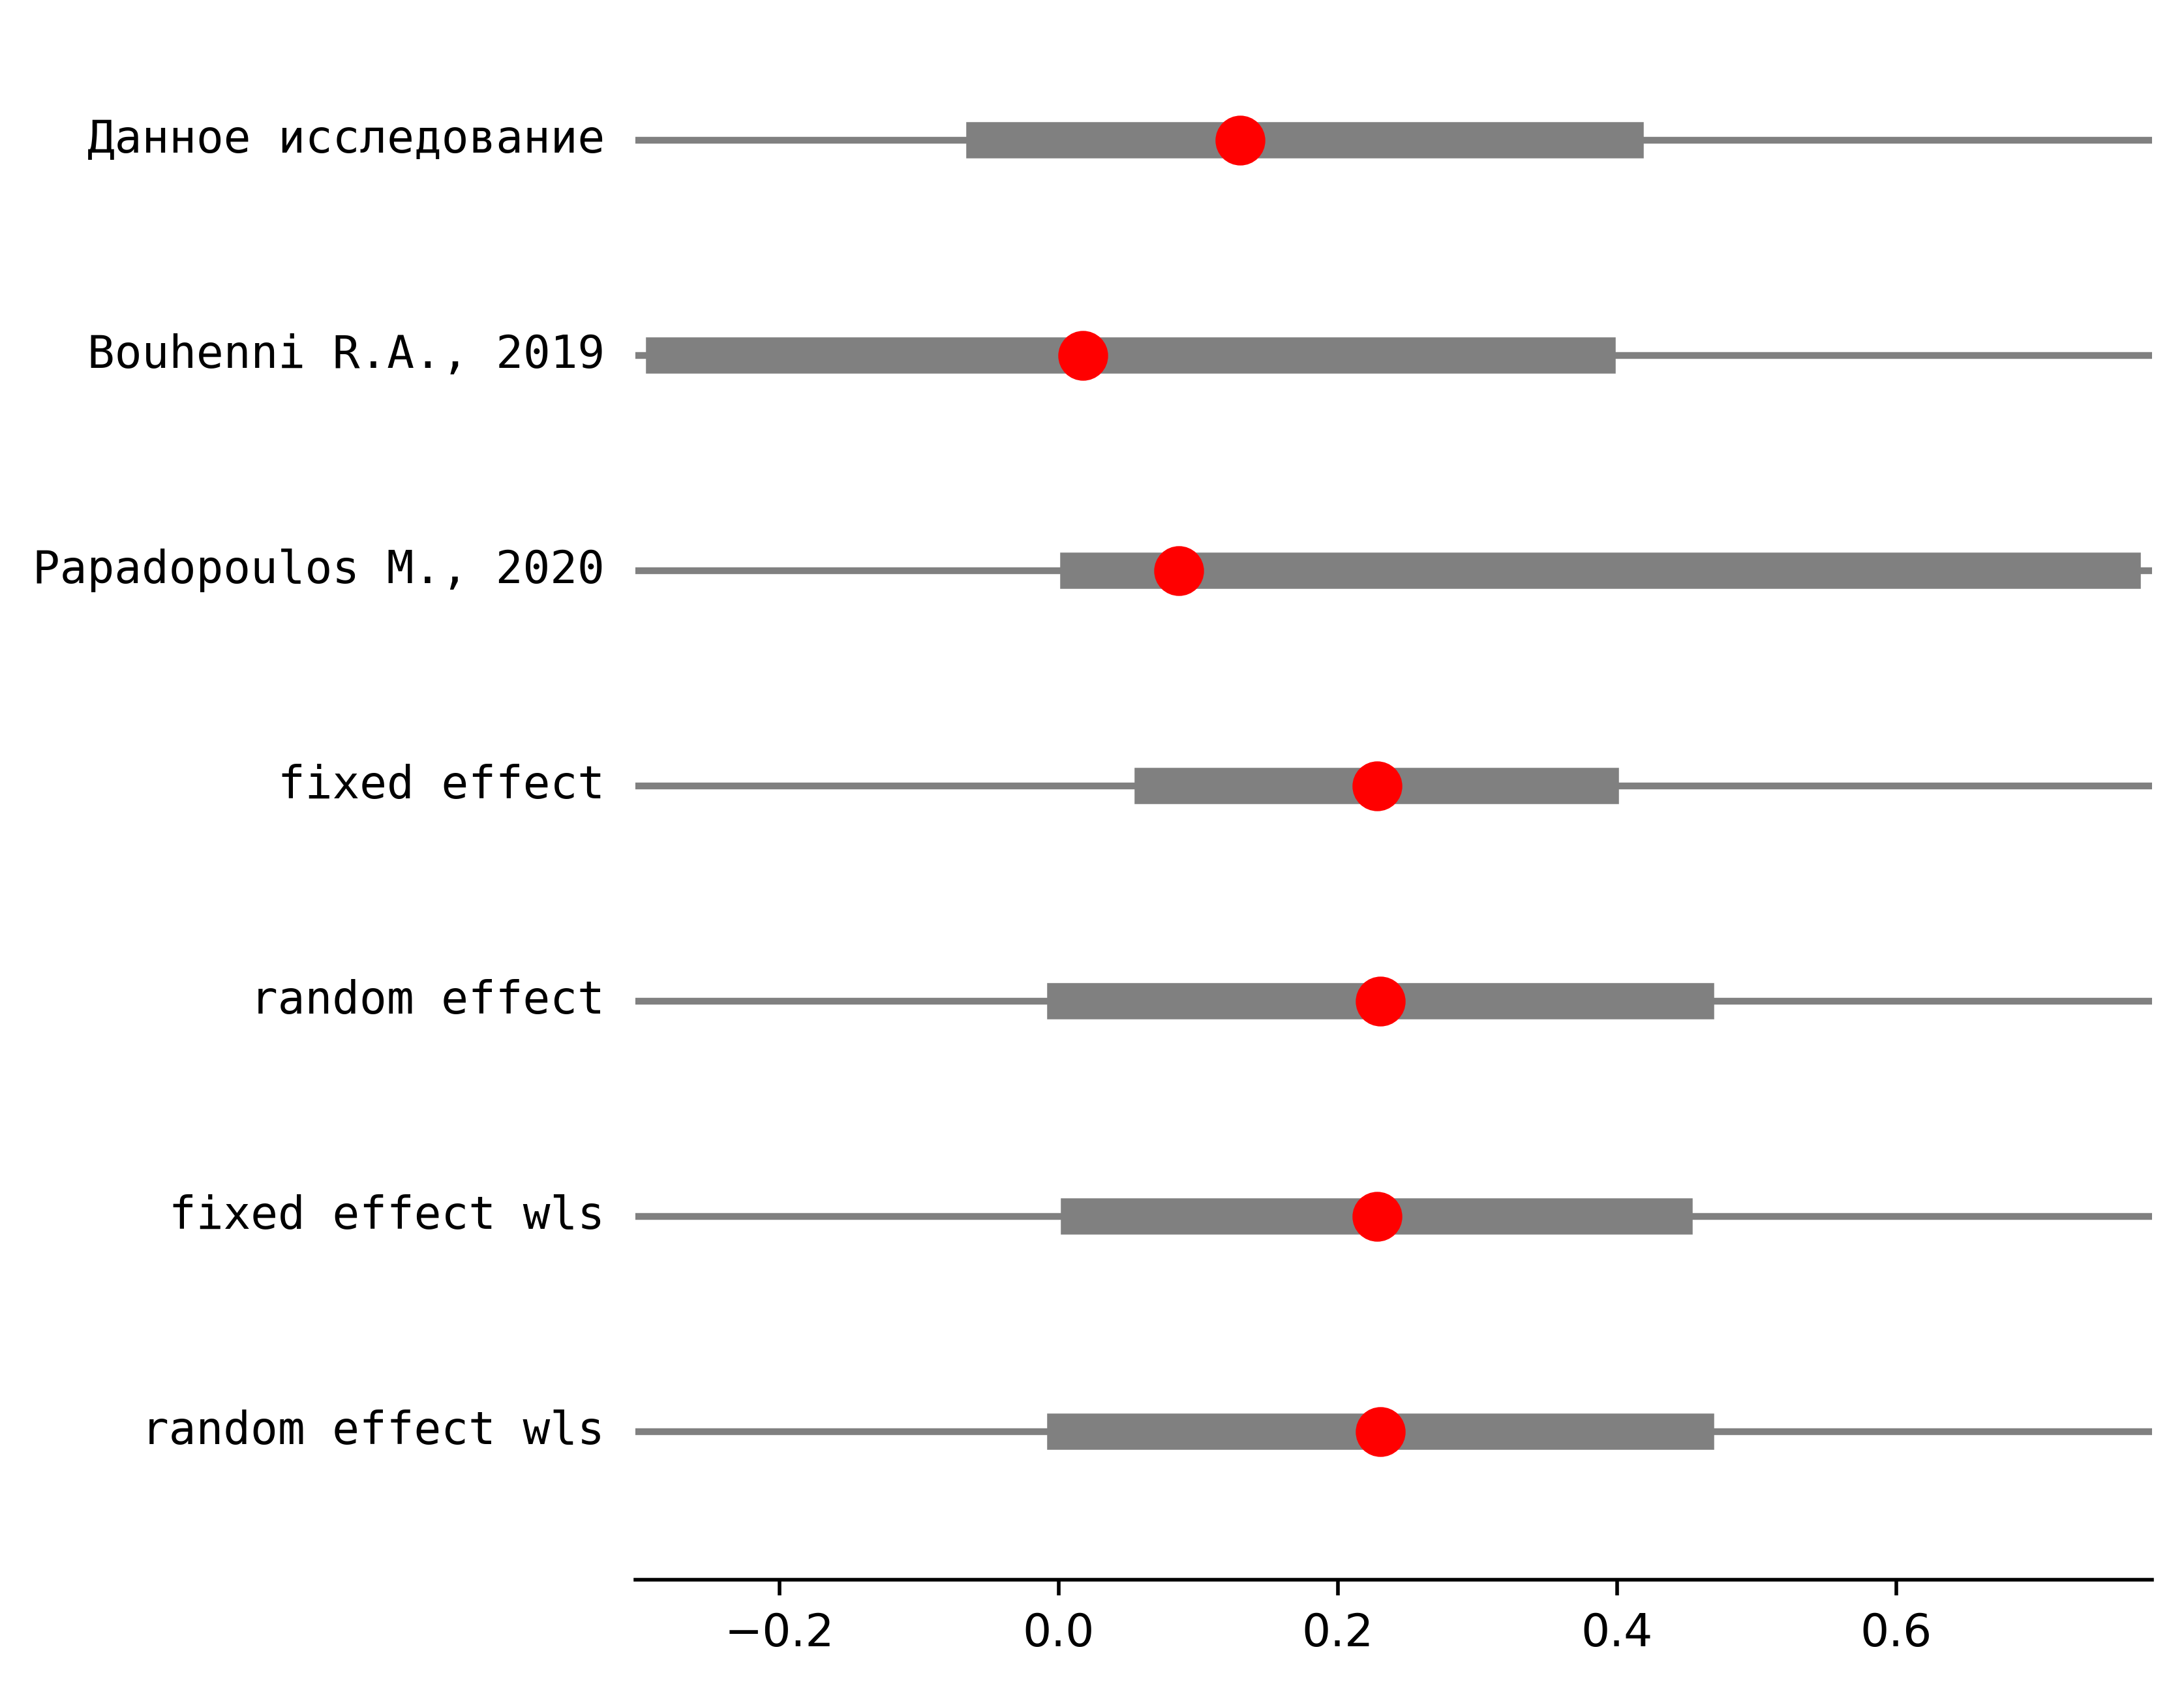 Данное исследование
Bouhenni R.A., 2019
Papadopoulos M., 2020
fixed effect
random effect
fixed effect wls
random effect wls
−0.2 0.0 0.2 0.4 0.6